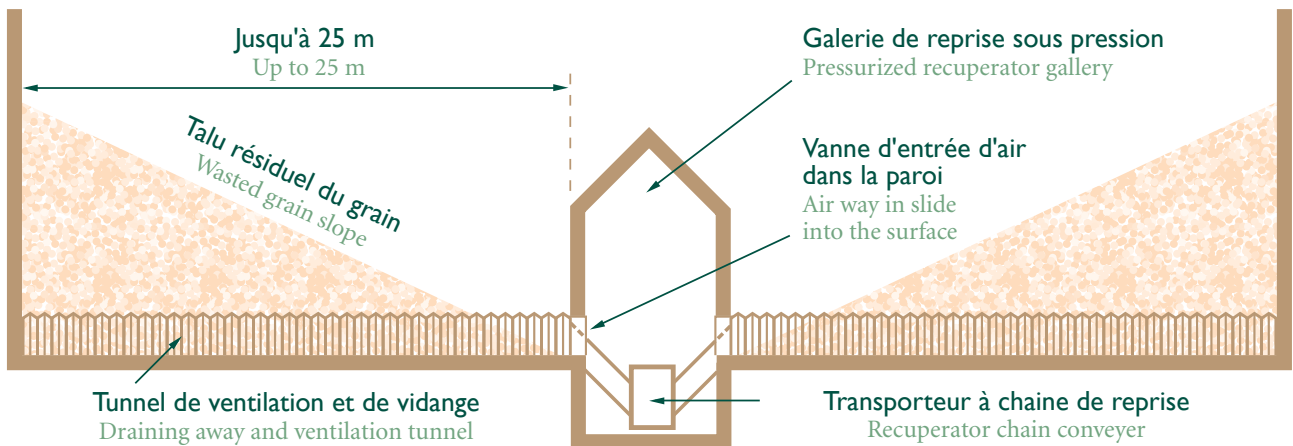 Jusqu'à 25 m
Up to 25 m
Galerie de reprise sous pression
Pressurized recuperator gallery
Talu résiduel du grain
Wasted grain slope
Vanne d'entrée d'air
dans la paroi
Air way in slide
into the surface
Tunnel de ventilation et de vidange
Draining away and ventilation tunnel
Transporteur à chaine de reprise
Recuperator chain conveyer